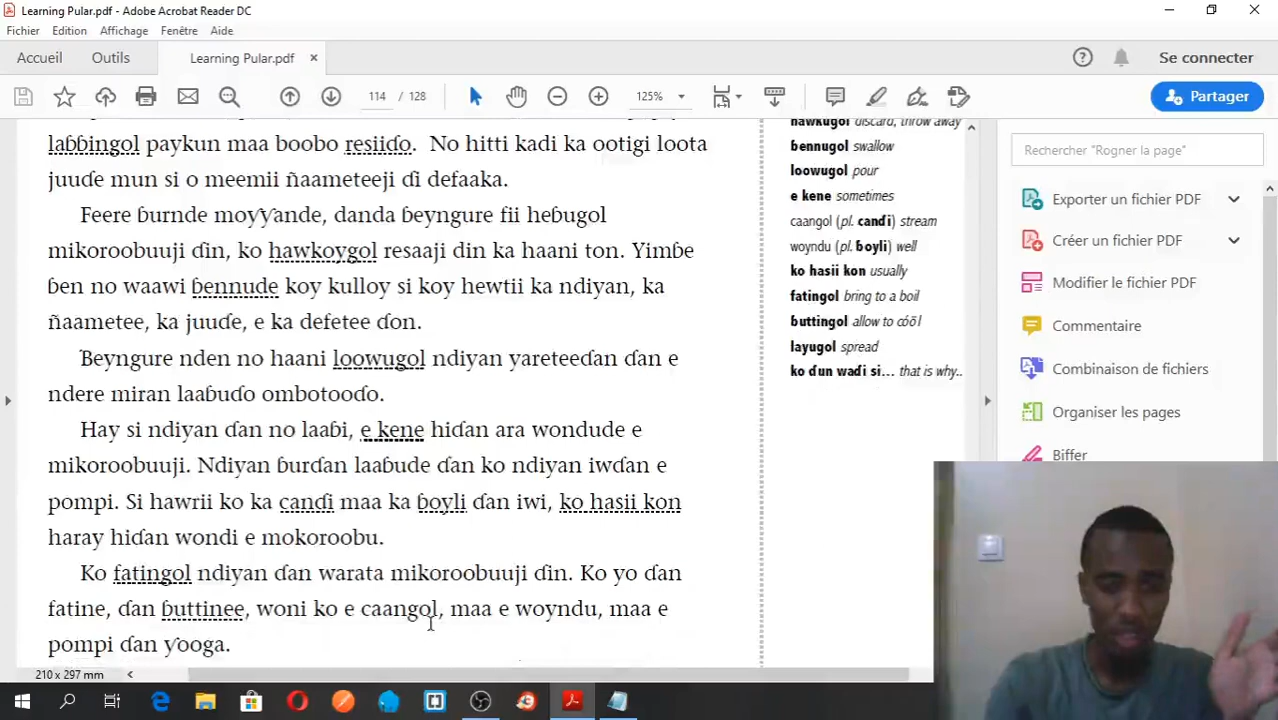 Learning Pular.pdf - Adobe Acrobat Reader DC
Fichier Edition Affichage Fenêtre Aide
Accueil Outils Learning Pular.pdf × Se connecter
114 / 128 125% Partager
laɓɓingol paykun maa boobo resiiɗo. No hitti kadi ka ootigi loota
juuɗe mun si o meemii ñaameteeji ɗi defaaka.
Feere ɓurnde moƴƴande, danda ɓeyngure fii heɓugol
mikoroobuuji ɗin, ko hawkoygol resaaji din ka haani ton. Yimɓe
ɓen no waawi ɓennude koy kulloy si koy hewtii ka ndiyan, ka
ñaametee, ka juuɗe, e ka defetee ɗon.
Ɓeyngure nden no haani loowugol ndiyan yareteeɗan ɗan e
ndere miran laaɓuɗo ombotooɗo.
Hay si ndiyan ɗan no laaɓi, e kene hiɗan ara wondude e
mikoroobuuji. Ndiyan ɓurɗan laaɓude ɗan ko ndiyan iwɗan e
pompi. Si hawrii ko ka canɗi maa ka ɓoyli ɗan iwi, ko hasii kon
haray hiɗan wondi e mokoroobu.
Ko fatingol ndiyan ɗan warata mikoroobuuji ɗin. Ko yo ɗan
fatine, ɗan ɓuttinee, woni ko e caangol, maa e woyndu, maa e
pompi ɗan ƴooga.
hawkugol discard, throw away
ɓennugol swallow
loowugol pour
e kene sometimes
caangol (pl. canɗi) stream
woyndu (pl. ɓoyli) well
ko hasii kon usually
fatingol bring to a boil
ɓuttingol allow to cool
layugol spread
ko ɗun waɗi si... that is why..
Rechercher "Rogner la page"
Exporter un fichier PDF
Créer un fichier PDF
Modifier le fichier PDF
Commentaire
Combinaison de fichiers
Organiser les pages
Biffer
210 x 297 mm